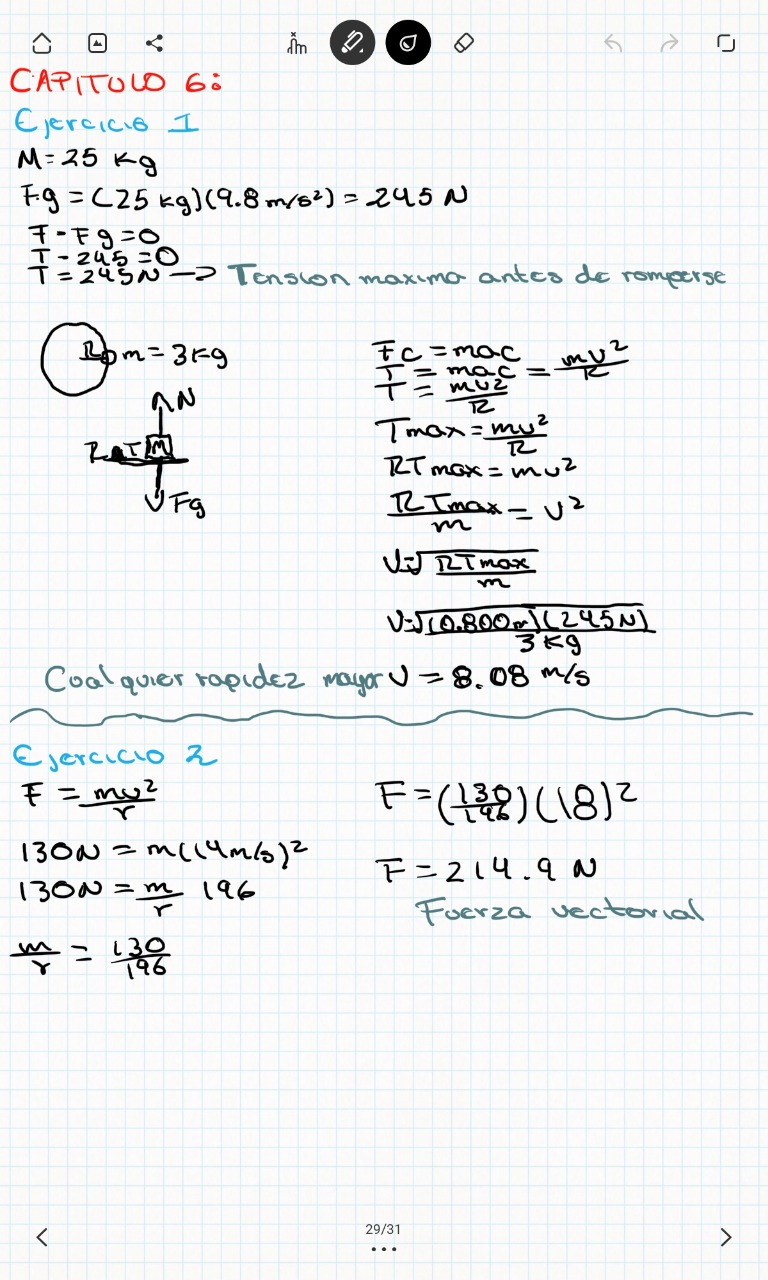 CAPITULO 6:
Ejercicio 1
M = 25 Kg
Fg = (25 kg)(9.8 m/s²) = 245 N
T - Fg = 0
T - 245 = 0
T = 245 N → Tension maxima antes de romperse
R m = 3 Kg
N
R T M
Fg
Fc = mac
T = mac = mv²/R
T = mv²/R
Tmax = mv²/R
RTmax = mv²
RTmax/m = v²
V = √RTmax/m
V = √(0.800m)(245N)/3 Kg
Coalquier rapidez mayor V = 8.08 m/s
Ejercicio 2
F = mv²/r
130N = m(14m/s)²
130N = m/r 196
m/r = 130/196
F = (130/196)(18)²
F = 214.9 N
Fuerza vectorial
29/31